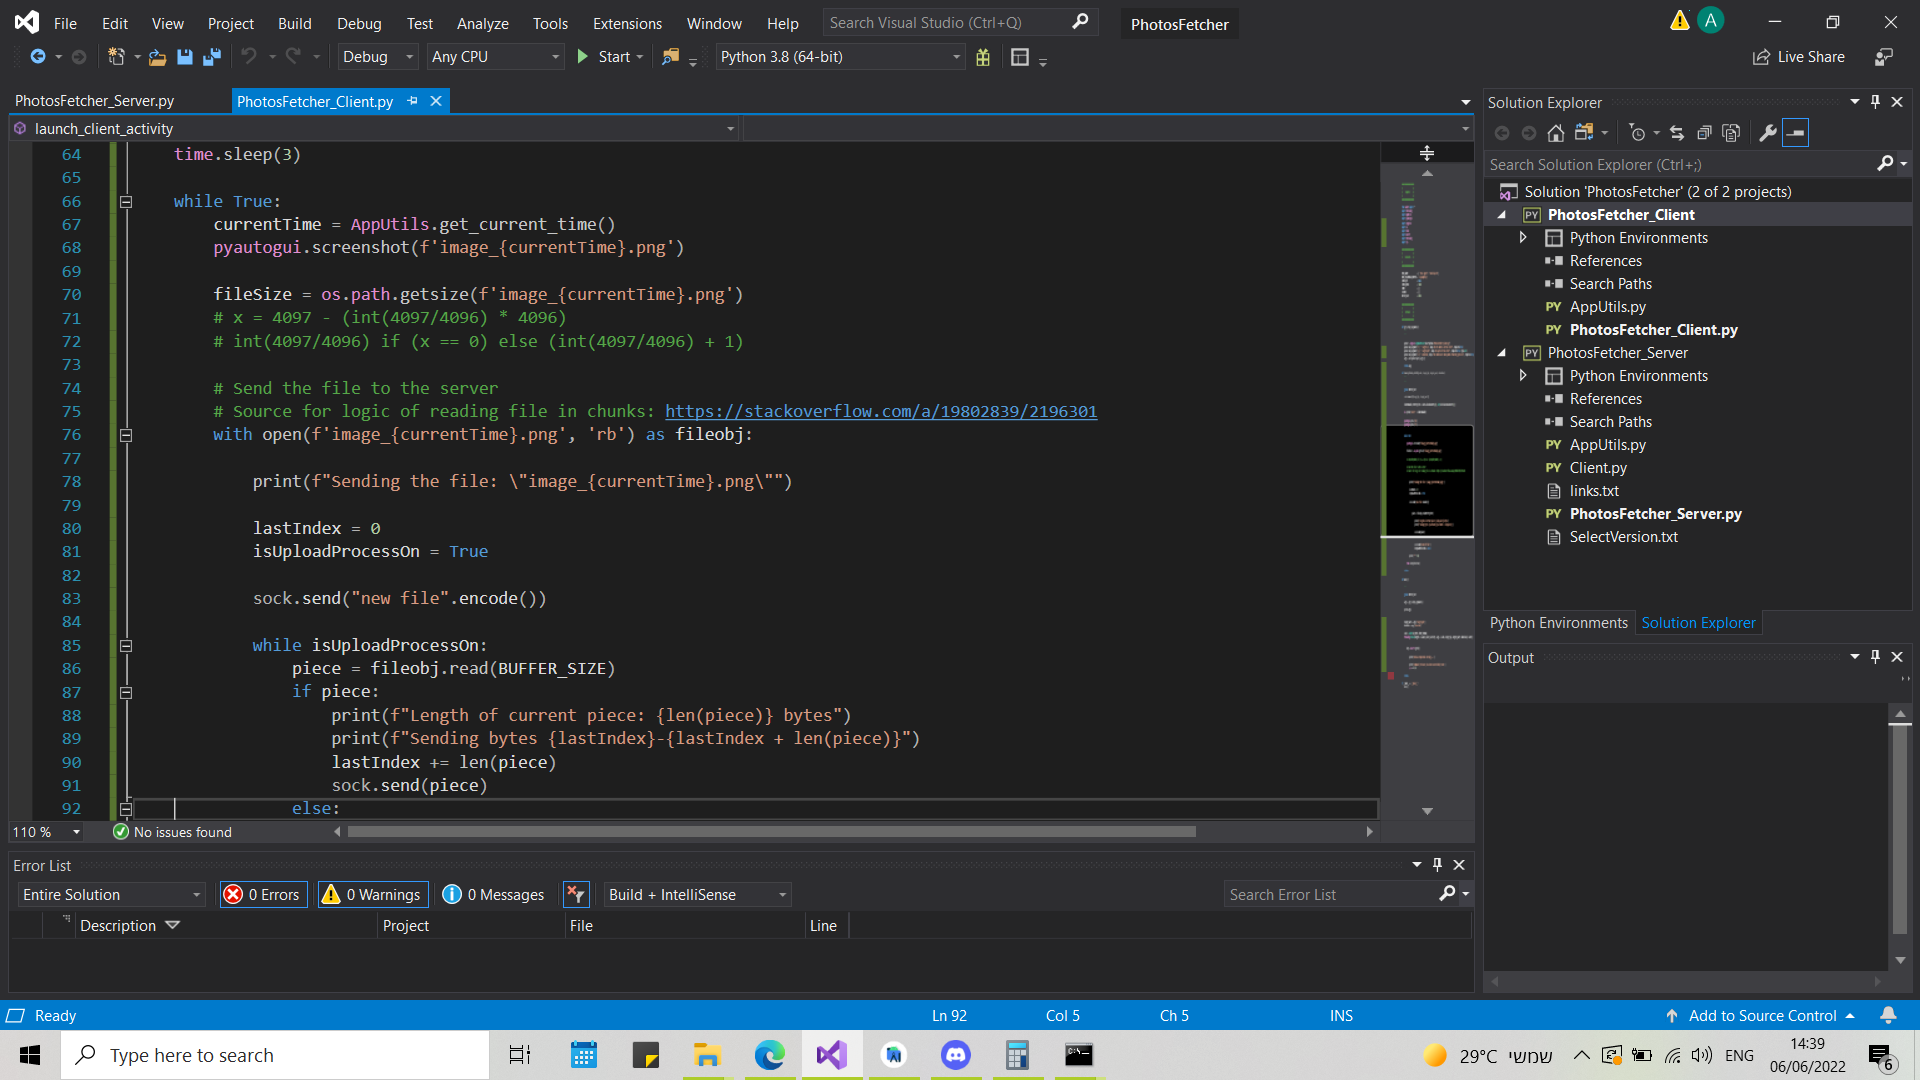 File Edit View Project Build Debug Test Analyze Tools Extensions Window Help Search Visual Studio (Ctrl+Q) PhotosFetcher A
Debug Any CPU Start Python 3.8 (64-bit) Live Share
PhotosFetcher_Server.py PhotosFetcher_Client.py
launch_client_activity
64 time.sleep(3)
65
66 while True:
67 currentTime = AppUtils.get_current_time()
68 pyautogui.screenshot(f'image_{currentTime}.png')
69
70 fileSize = os.path.getsize(f'image_{currentTime}.png')
71 # x = 4097 - (int(4097/4096) * 4096)
72 # int(4097/4096) if (x == 0) else (int(4097/4096) + 1)
73
74 # Send the file to the server
75 # Source for logic of reading file in chunks: https://stackoverflow.com/a/19802839/2196301
76 with open(f'image_{currentTime}.png', 'rb') as fileobj:
77
78 print(f"Sending the file: \"image_{currentTime}.png\"")
79
80 lastIndex = 0
81 isUploadProcessOn = True
82
83 sock.send("new file".encode())
84
85 while isUploadProcessOn:
86 piece = fileobj.read(BUFFER_SIZE)
87 if piece:
88 print(f"Length of current piece: {len(piece)} bytes")
89 print(f"Sending bytes {lastIndex}-{lastIndex + len(piece)}")
90 lastIndex += len(piece)
91 sock.send(piece)
92 else:
110 % No issues found
Solution Explorer
Search Solution Explorer (Ctrl+;)
Solution 'PhotosFetcher' (2 of 2 projects)
PY PhotosFetcher_Client
Python Environments
References
Search Paths
PY AppUtils.py
PY PhotosFetcher_Client.py
PY PhotosFetcher_Server
Python Environments
References
Search Paths
PY AppUtils.py
PY Client.py
links.txt
PY PhotosFetcher_Server.py
SelectVersion.txt
Python Environments Solution Explorer
Output
Error List
Entire Solution 0 Errors 0 Warnings 0 Messages Build + IntelliSense Search Error List
Description Project File Line
Ready Ln 92 Col 5 Ch 5 INS Add to Source Control
Type here to search 29°C שמשי ENG 14:39
06/06/2022 6